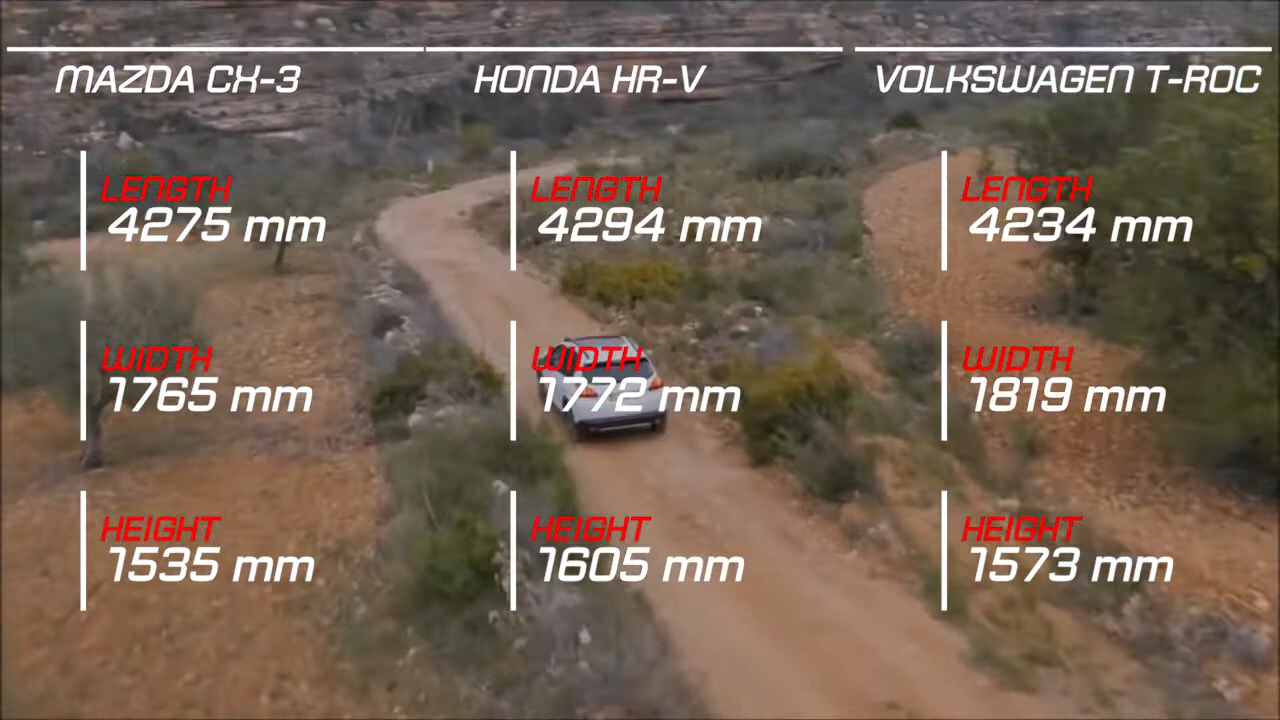 MAZDA CX-3
HONDA HR-V
VOLKSWAGEN T-ROC
LENGTH
4275 mm
LENGTH
4294 mm
LENGTH
4234 mm
WIDTH
1765 mm
WIDTH
1772 mm
WIDTH
1819 mm
HEIGHT
1535 mm
HEIGHT
1605 mm
HEIGHT
1573 mm